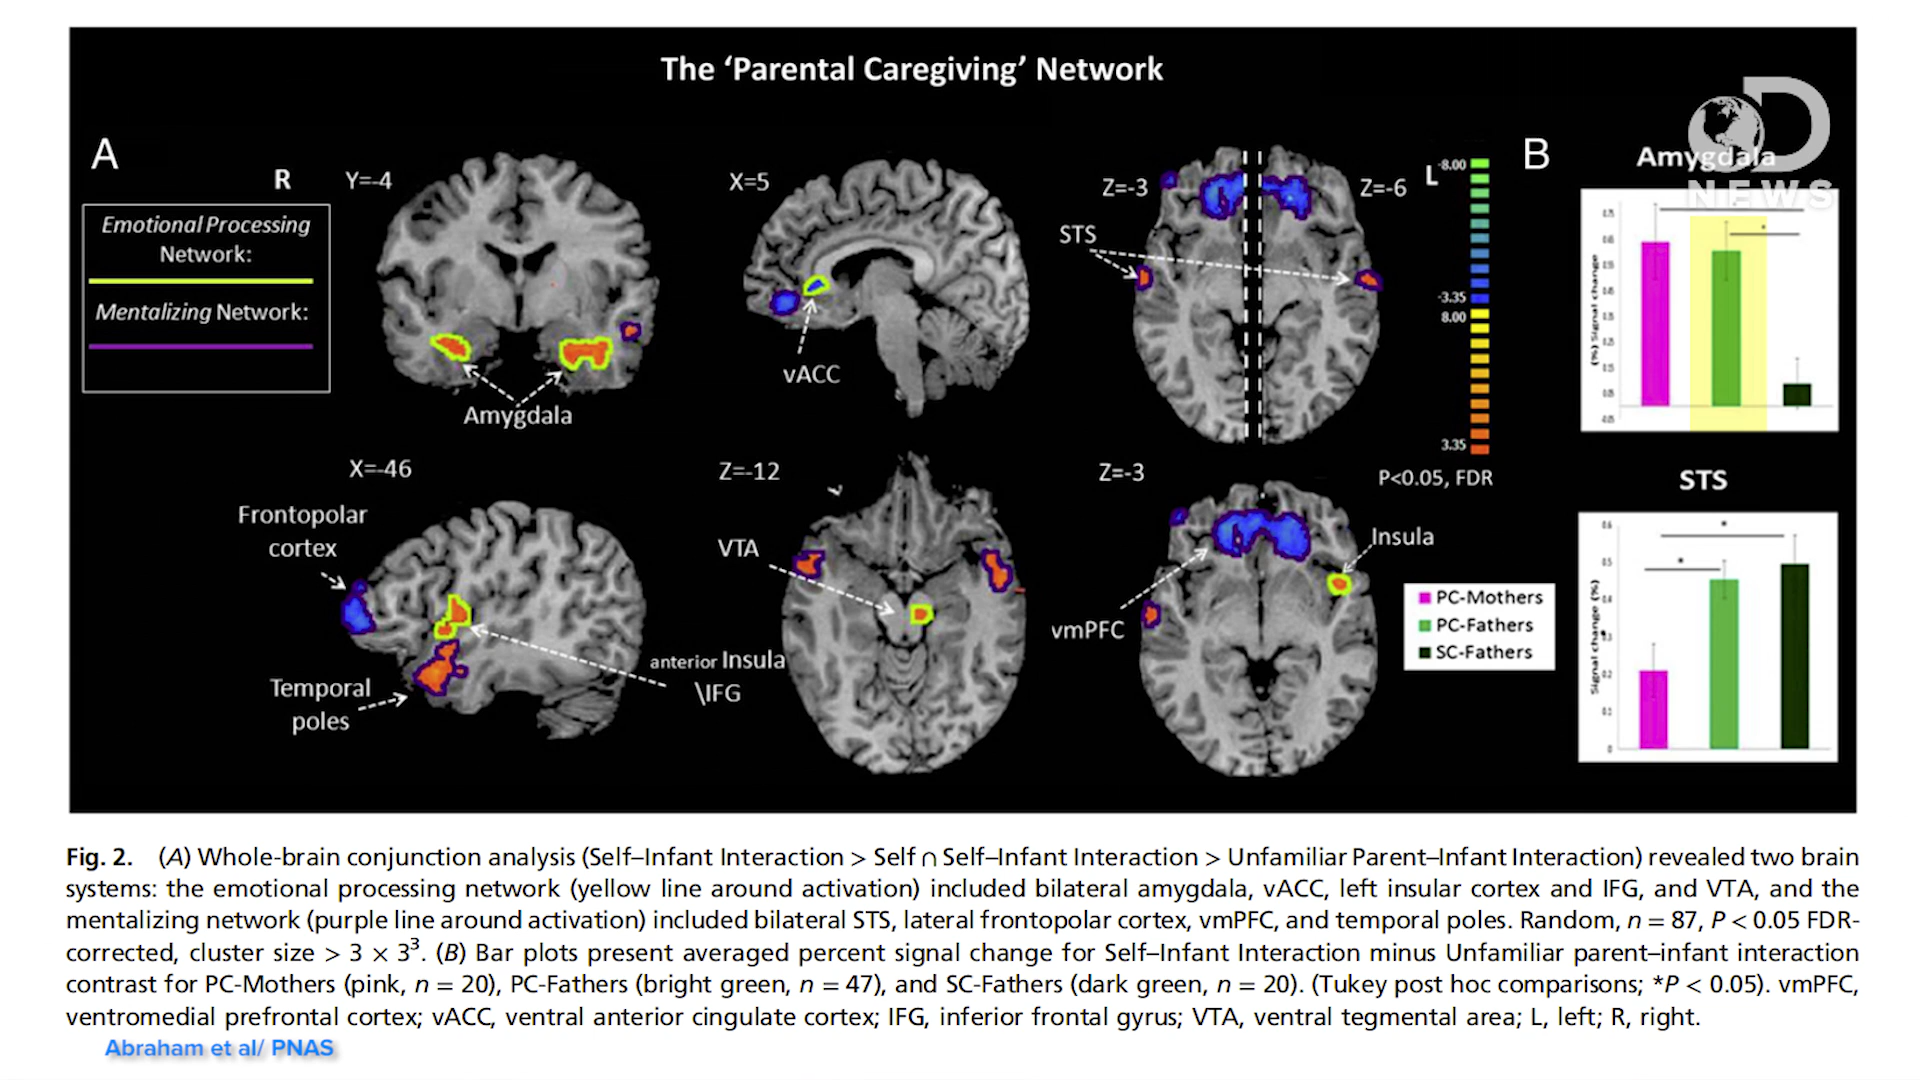 The ‘Parental Caregiving’ Network
D
NEWS
A
R
Emotional Processing
Network:
Mentalizing Network:
Y=-4
Amygdala
X=5
vACC
Z=-3
Z=-6
L
STS
-8.00
-3.35
8.00
3.35
P<0.05, FDR
X=-46
Frontopolar
cortex
Temporal
poles
anterior Insula
\IFG
Z=-12
VTA
Z=-3
vmPFC
Insula
PC-Mothers
PC-Fathers
SC-Fathers
B
Amygdala
(%) Signal change
STS
Signal change (%)
Fig. 2. (A) Whole-brain conjunction analysis (Self–Infant Interaction > Self ∩ Self–Infant Interaction > Unfamiliar Parent–Infant Interaction) revealed two brain
systems: the emotional processing network (yellow line around activation) included bilateral amygdala, vACC, left insular cortex and IFG, and VTA, and the
mentalizing network (purple line around activation) included bilateral STS, lateral frontopolar cortex, vmPFC, and temporal poles. Random, n = 87, P < 0.05 FDR-
corrected, cluster size > 3 × 3³. (B) Bar plots present averaged percent signal change for Self–Infant Interaction minus Unfamiliar parent–infant interaction
contrast for PC-Mothers (pink, n = 20), PC-Fathers (bright green, n = 47), and SC-Fathers (dark green, n = 20). (Tukey post hoc comparisons; *P < 0.05). vmPFC,
ventromedial prefrontal cortex; vACC, ventral anterior cingulate cortex; IFG, inferior frontal gyrus; VTA, ventral tegmental area; L, left; R, right.
Abraham et al/ PNAS